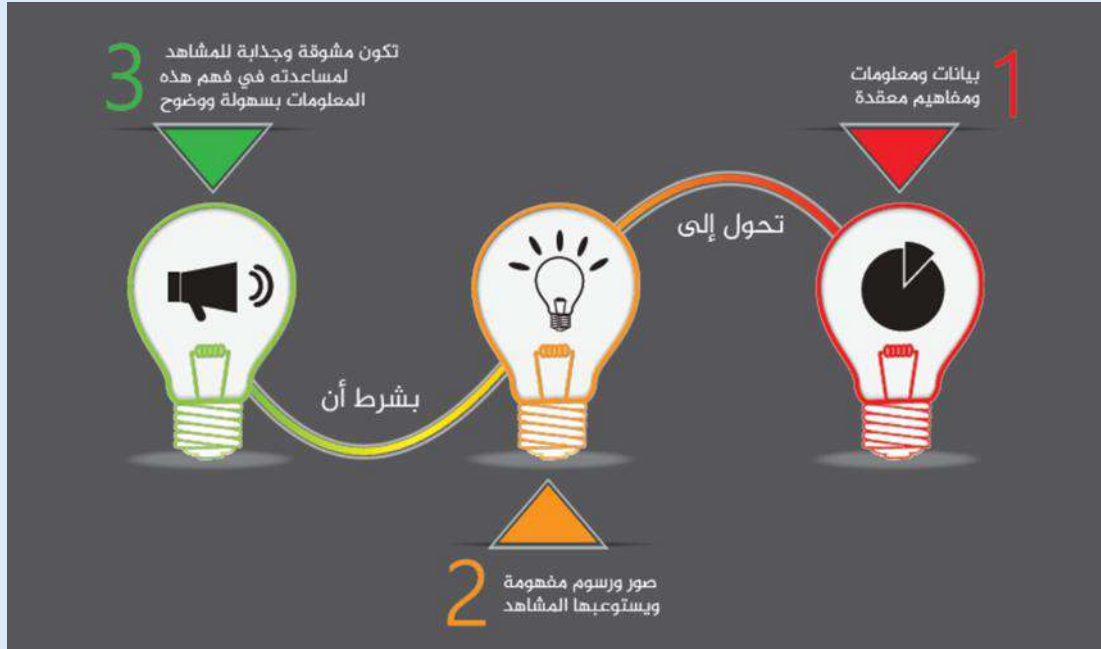 1
بيانات ومعلومات
ومفاهيم معقدة
تحول إلى
2
صور ورسوم مفهومة
ويستوعبها المشاهد
بشرط أن
3
تكون مشوقة وجذابة للمشاهد
لمساعدته في فهم هذه
المعلومات بسهولة ووضوح